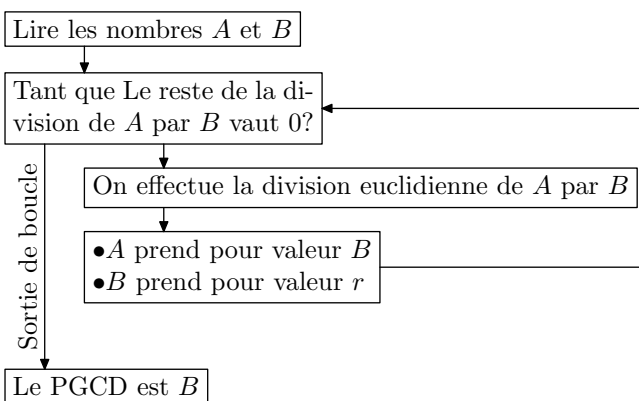 Lire les nombres A et B
Tant que Le reste de la di-
vision de A par B vaut 0?
On effectue la division euclidienne de A par B
●A prend pour valeur B
●B prend pour valeur r
Sortie de boucle
Le PGCD est B